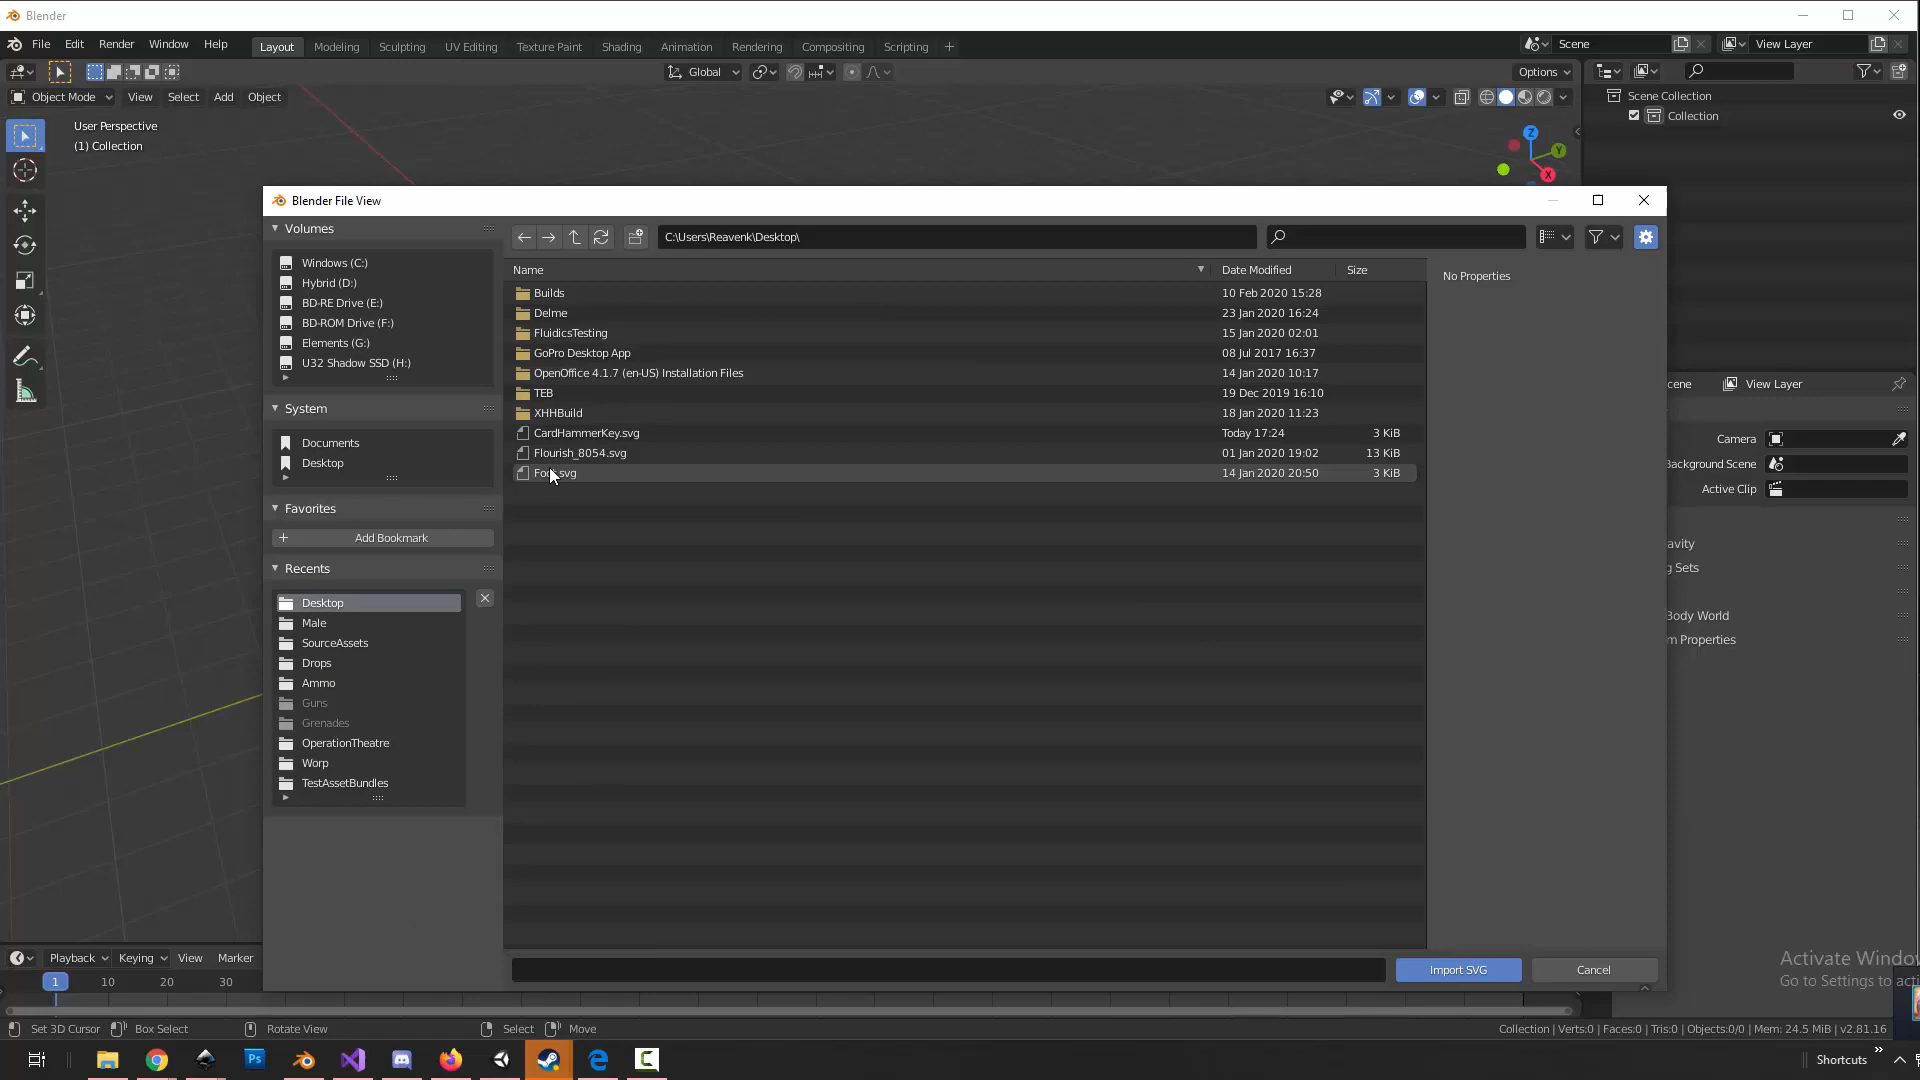 Blender
File Edit Render Window Help
Layout Modeling Sculpting UV Editing Texture Paint Shading Animation Rendering Compositing Scripting
Scene View Layer
Global Options
Object Mode View Select Add Object
User Perspective
(1) Collection
Scene Collection
Collection
Z
Y
X
Blender File View
Volumes
Windows (C:)
Hybrid (D:)
BD-RE Drive (E:)
BD-ROM Drive (F:)
Elements (G:)
U32 Shadow SSD (H:)
System
Documents
Desktop
Favorites
Add Bookmark
Recents
Desktop
Male
SourceAssets
Drops
Ammo
Guns
Grenades
OperationTheatre
Worp
TestAssetBundles
C:\Users\Reavenk\Desktop\
Name Date Modified Size
Builds 10 Feb 2020 15:28
Delme 23 Jan 2020 16:24
FluidicsTesting 15 Jan 2020 02:01
GoPro Desktop App 08 Jul 2017 16:37
OpenOffice 4.1.7 (en-US) Installation Files 14 Jan 2020 10:17
TEB 19 Dec 2019 16:10
XHHBuild 18 Jan 2020 11:23
CardHammerKey.svg Today 17:24 3 KiB
Flourish_8054.svg 01 Jan 2020 19:02 13 KiB
14 Jan 2020 20:50 3 KiB
No Properties
Import SVG Cancel
cene View Layer
Camera
Background Scene
Active Clip
avity
g Sets
Body World
m Properties
Playback Keying View Marker
1 10 20 30
Activate Window
Go to Settings to acti
Set 3D Cursor Box Select Rotate View Select Move
Collection | Verts:0 | Faces:0 | Tris:0 | Objects:0/0 | Mem: 24.5 MiB | v2.81.16
Ps
Shortcuts